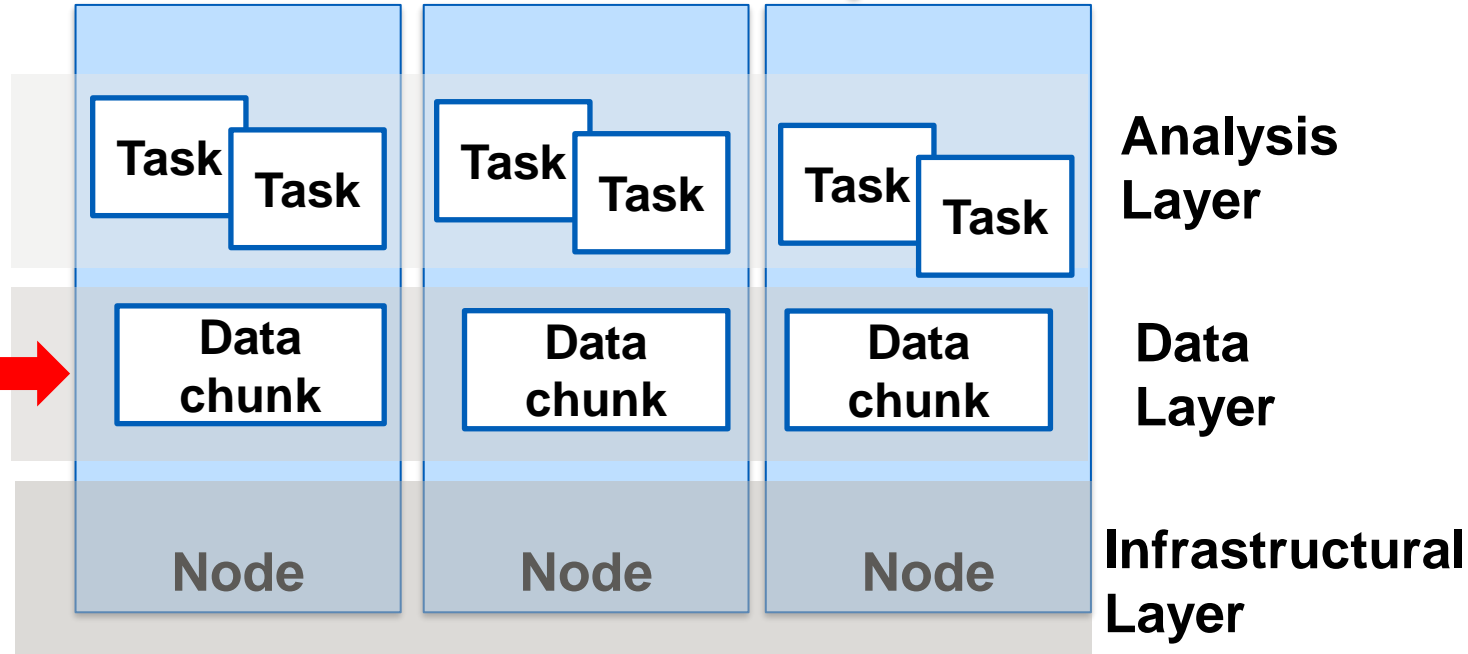 Task
Task
Task
Task
Task
Task
Analysis
Layer
Data
chunk
Data
chunk
Data
chunk
Data
Layer
Node
Node
Node
Infrastructural
Layer